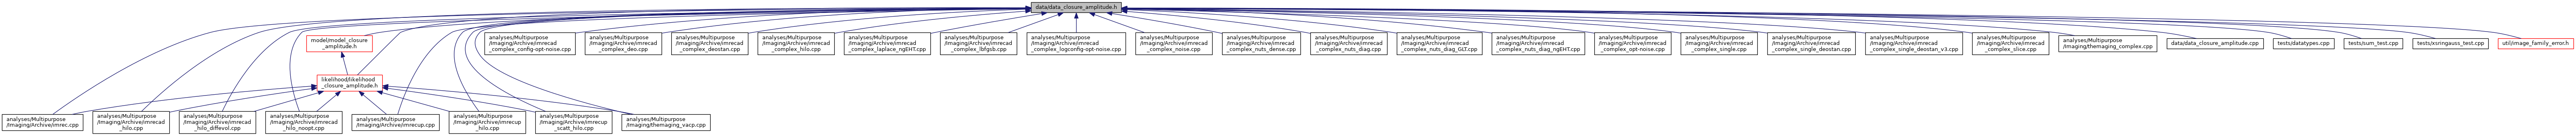 data/data_closure_amplitude.h
model/model_closure
_amplitude.h
analyses/Multipurpose
/Imaging/Archive/imrecad
_complex_config-opt-noise.cpp
analyses/Multipurpose
/Imaging/Archive/imrecad
_complex_deo.cpp
analyses/Multipurpose
/Imaging/Archive/imrecad
_complex_deostan.cpp
analyses/Multipurpose
/Imaging/Archive/imrecad
_complex_hilo.cpp
analyses/Multipurpose
/Imaging/Archive/imrecad
_complex_laplace_ngEHT.cpp
analyses/Multipurpose
/Imaging/Archive/imrecad
_complex_lbfgsb.cpp
analyses/Multipurpose
/Imaging/Archive/imrecad
_complex_logconfig-opt-noise.cpp
analyses/Multipurpose
/Imaging/Archive/imrecad
_complex_noise.cpp
analyses/Multipurpose
/Imaging/Archive/imrecad
_complex_nuts_dense.cpp
analyses/Multipurpose
/Imaging/Archive/imrecad
_complex_nuts_diag.cpp
analyses/Multipurpose
/Imaging/Archive/imrecad
_complex_nuts_diag_GLT.cpp
analyses/Multipurpose
/Imaging/Archive/imrecad
_complex_nuts_diag_ngEHT.cpp
analyses/Multipurpose
/Imaging/Archive/imrecad
_complex_opt-noise.cpp
analyses/Multipurpose
/Imaging/Archive/imrecad
_complex_single.cpp
analyses/Multipurpose
/Imaging/Archive/imrecad
_complex_single_deostan.cpp
analyses/Multipurpose
/Imaging/Archive/imrecad
_complex_single_deostan_v3.cpp
analyses/Multipurpose
/Imaging/Archive/imrecad
_complex_slice.cpp
analyses/Multipurpose
/Imaging/themaging_complex.cpp
data/data_closure_amplitude.cpp
tests/datatypes.cpp
tests/sum_test.cpp
tests/xsringauss_test.cpp
util/image_family_error.h
likelihood/likelihood
_closure_amplitude.h
analyses/Multipurpose
/Imaging/Archive/imrec.cpp
analyses/Multipurpose
/Imaging/Archive/imrecad
_hilo.cpp
analyses/Multipurpose
/Imaging/Archive/imrecad
_hilo_diffevol.cpp
analyses/Multipurpose
/Imaging/Archive/imrecad
_hilo_noopt.cpp
analyses/Multipurpose
/Imaging/Archive/imrecup.cpp
analyses/Multipurpose
/Imaging/Archive/imrecup
_hilo.cpp
analyses/Multipurpose
/Imaging/Archive/imrecup
_scatt_hilo.cpp
analyses/Multipurpose
/Imaging/themaging_vacp.cpp